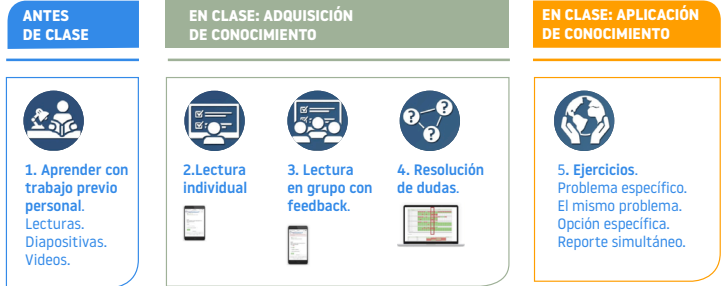 ANTES
DE CLASE
EN CLASE: ADQUISICIÓN
DE CONOCIMIENTO
EN CLASE: APLICACIÓN
DE CONOCIMIENTO
1. Aprender con
trabajo previo
personal.
Lecturas.
Diapositivas.
Videos.
2.Lectura
individual
3. Lectura
en grupo con
feedback.
4. Resolución
de dudas.
5. Ejercicios.
Problema específico.
El mismo problema.
Opción específica.
Reporte simultáneo.